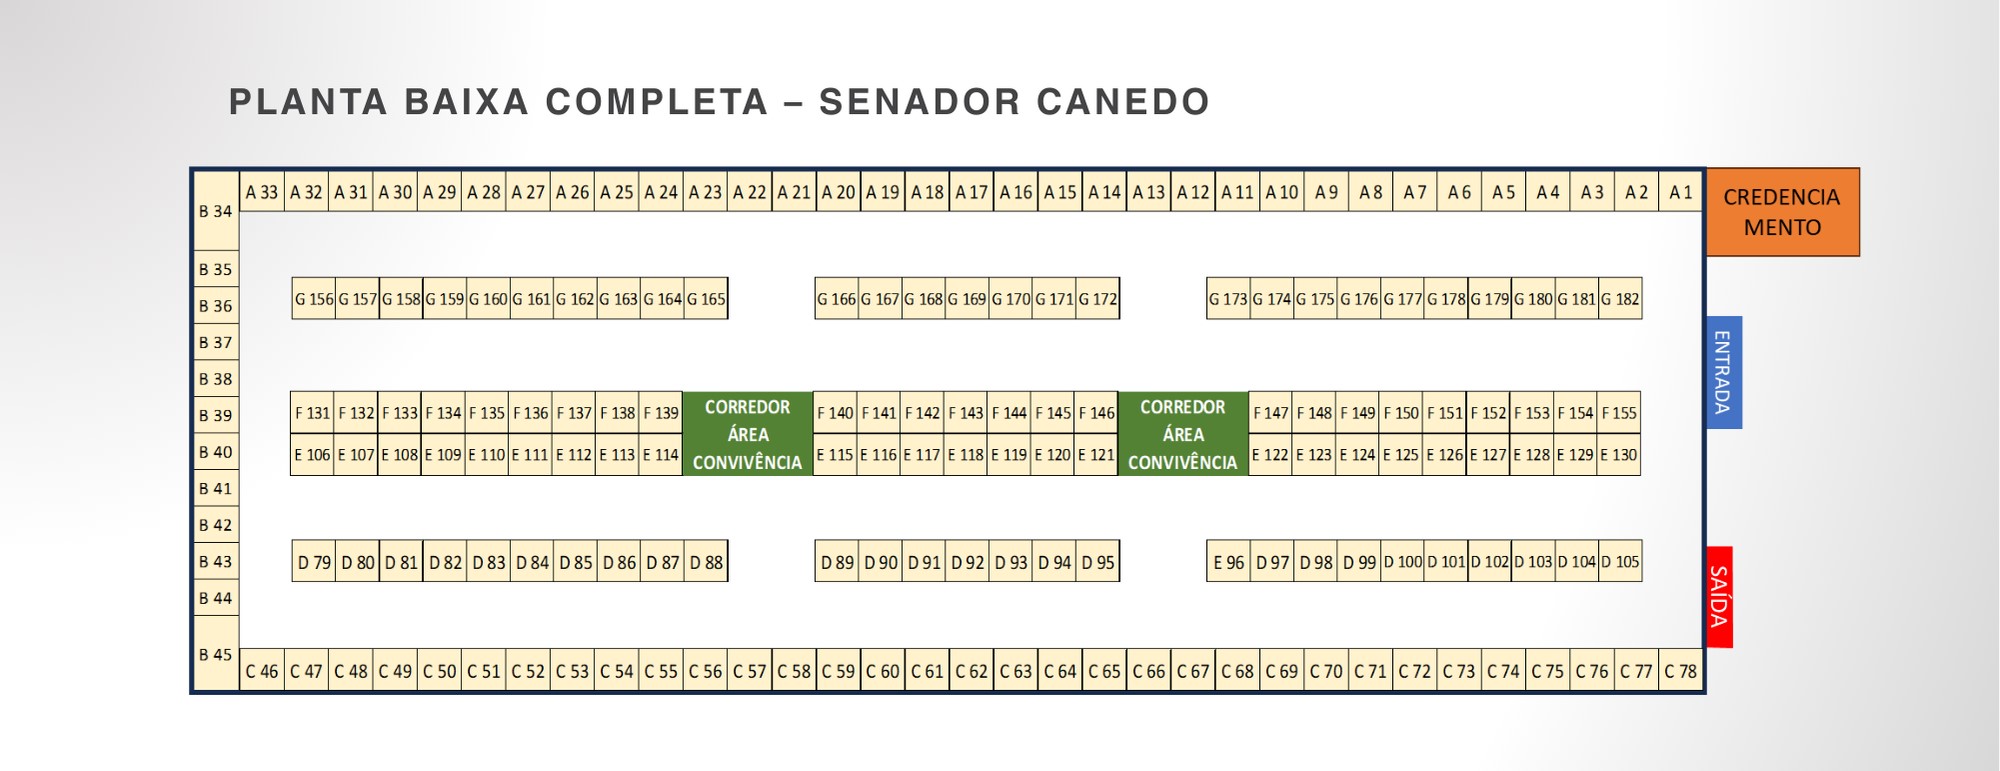 PLANTA BAIXA COMPLETA – SENADOR CANEDO
A 33 A 32 A 31 A 30 A 29 A 28 A 27 A 26 A 25 A 24 A 23 A 22 A 21 A 20 A 19 A 18 A 17 A 16 A 15 A 14 A 13 A 12 A 11 A 10 A 9 A 8 A 7 A 6 A 5 A 4 A 3 A 2 A 1
CREDENCIA
MENTO
B 34
B 35
B 36
B 37
B 38
B 39
B 40
B 41
B 42
B 43
B 44
B 45
G 156 G 157 G 158 G 159 G 160 G 161 G 162 G 163 G 164 G 165
G 166 G 167 G 168 G 169 G 170 G 171 G 172
G 173 G 174 G 175 G 176 G 177 G 178 G 179 G 180 G 181 G 182
ENTRADA
F 131 F 132 F 133 F 134 F 135 F 136 F 137 F 138 F 139
E 106 E 107 E 108 E 109 E 110 E 111 E 112 E 113 E 114
CORREDOR
ÁREA
CONVIVÊNCIA
F 140 F 141 F 142 F 143 F 144 F 145 F 146
E 115 E 116 E 117 E 118 E 119 E 120 E 121
CORREDOR
ÁREA
CONVIVÊNCIA
F 147 F 148 F 149 F 150 F 151 F 152 F 153 F 154 F 155
E 122 E 123 E 124 E 125 E 126 E 127 E 128 E 129 E 130
D 79 D 80 D 81 D 82 D 83 D 84 D 85 D 86 D 87 D 88
D 89 D 90 D 91 D 92 D 93 D 94 D 95
E 96 D 97 D 98 D 99 D 100 D 101 D 102 D 103 D 104 D 105
SAÍDA
C 46 C 47 C 48 C 49 C 50 C 51 C 52 C 53 C 54 C 55 C 56 C 57 C 58 C 59 C 60 C 61 C 62 C 63 C 64 C 65 C 66 C 67 C 68 C 69 C 70 C 71 C 72 C 73 C 74 C 75 C 76 C 77 C 78